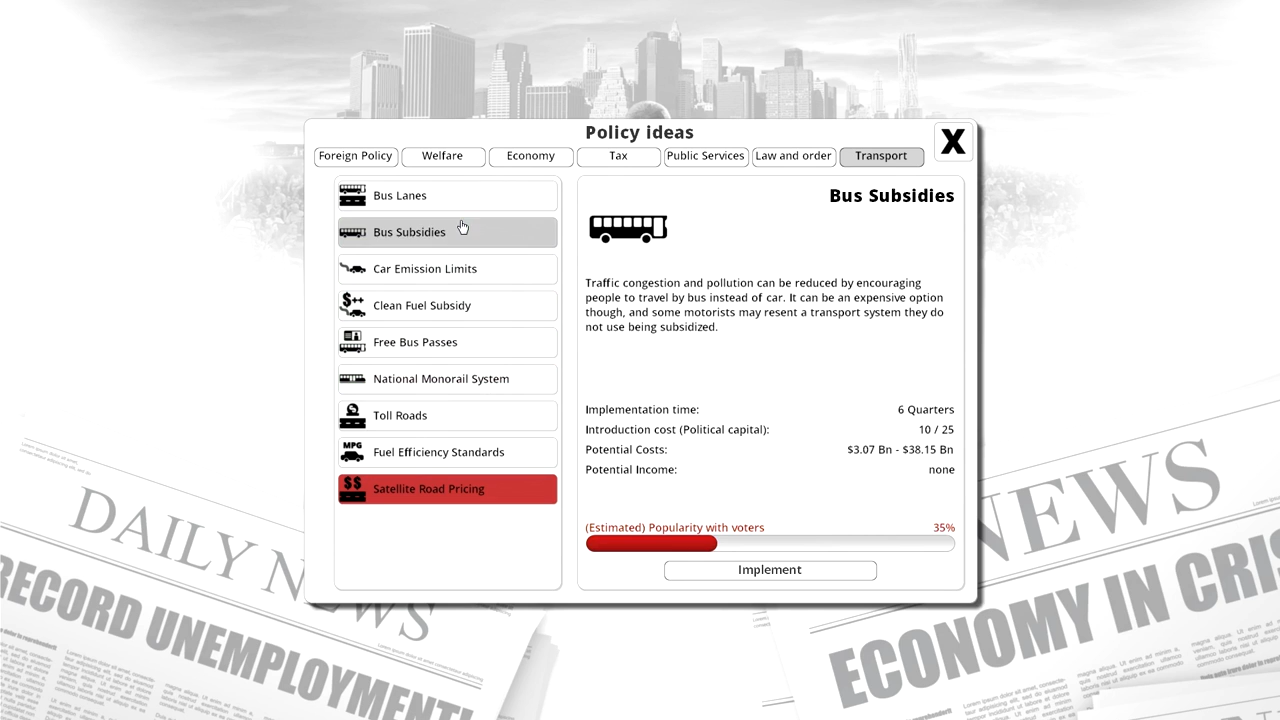 Policy ideas
X
Foreign Policy
Welfare
Economy
Tax
Public Services
Law and order
Transport
Bus Lanes
Bus Subsidies
Car Emission Limits
$++
Clean Fuel Subsidy
Free Bus Passes
National Monorail System
Toll Roads
MPG
Fuel Efficiency Standards
$$
Satellite Road Pricing
Bus Subsidies
Traffic congestion and pollution can be reduced by encouraging
people to travel by bus instead of car. It can be an expensive option
though, and some motorists may resent a transport system they do
not use being subsidized.
Implementation time: 6 Quarters
Introduction cost (Political capital): 10 / 25
Potential Costs: $3.07 Bn - $38.15 Bn
Potential Income: none
(Estimated) Popularity with voters 35%
Implement
DAILY NEWS
RECORD UNEMPLOYMENT!
NEWS
ECONOMY IN CRIS